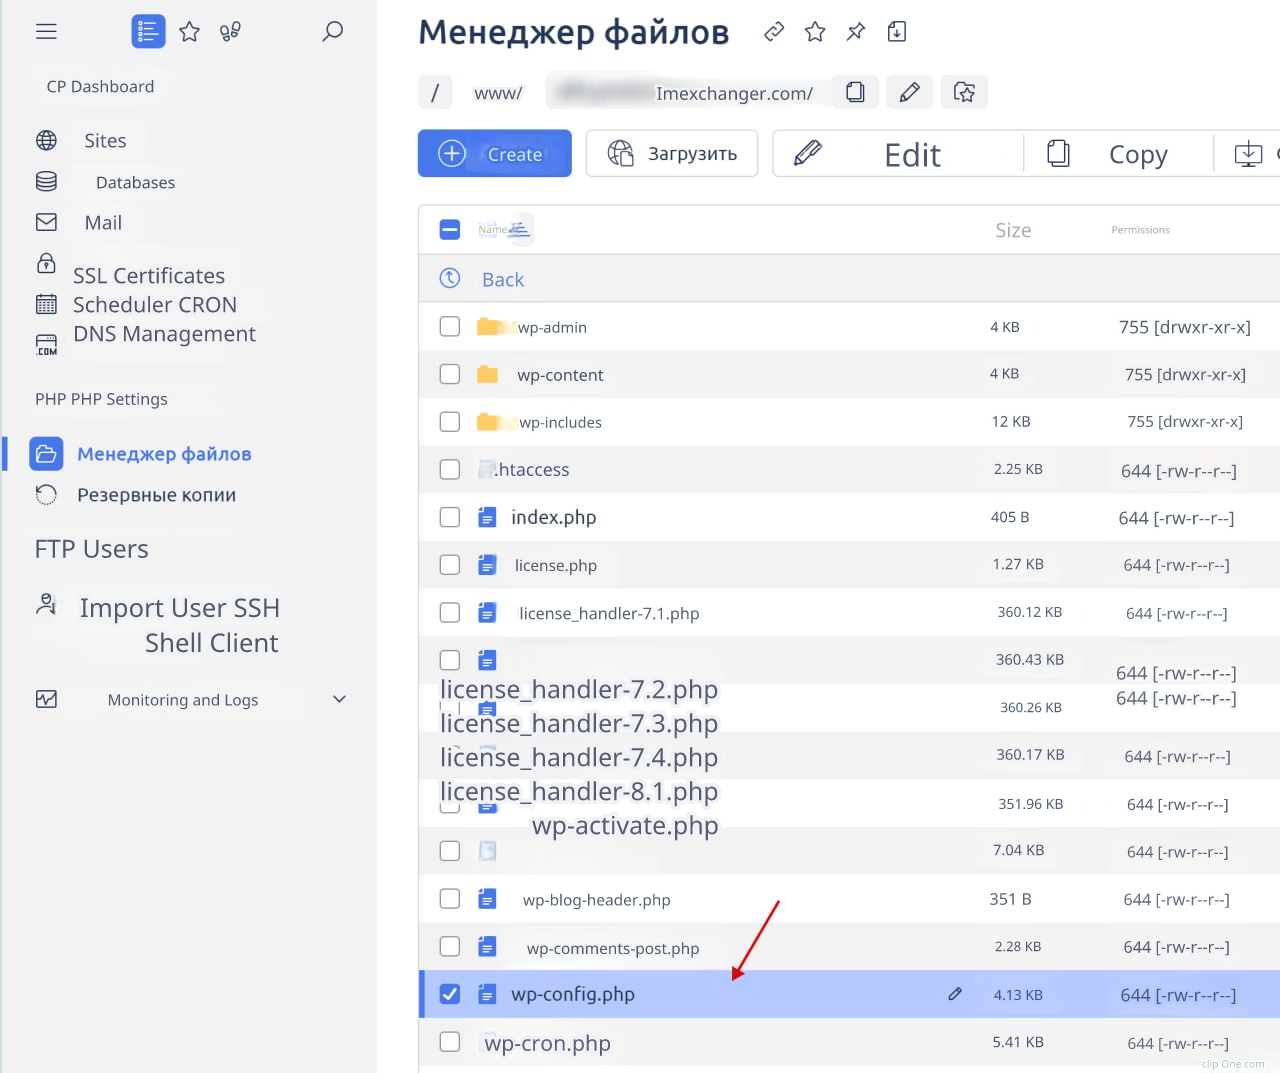 CP Dashboard
Sites
Databases
Mail
SSL Certificates
Scheduler CRON
DNS Management
.COM
PHP PHP Settings
Менеджер файлов
Резервные копии
FTP Users
Import User SSH
Shell Client
Monitoring and Logs
Менеджер файлов
/ www/ Imexchanger.com/
Create Загрузить Edit Copy
Name Size Permissions
Back
wp-admin 4 KB 755 [drwxr-xr-x]
wp-content 4 KB 755 [drwxr-xr-x]
wp-includes 12 KB 755 [drwxr-xr-x]
.htaccess 2.25 KB 644 [-rw-r--r--]
index.php 405 B 644 [-rw-r--r--]
license.php 1.27 KB 644 [-rw-r--r--]
license_handler-7.1.php 360.12 KB 644 [-rw-r--r--]
360.43 KB 644 [-rw-r--r--]
license_handler-7.2.php 644 [-rw-r--r--]
license_handler-7.3.php 360.26 KB
license_handler-7.4.php 360.17 KB 644 [-rw-r--r--]
license_handler-8.1.php 351.96 KB 644 [-rw-r--r--]
wp-activate.php
7.04 KB 644 [-rw-r--r--]
wp-blog-header.php 351 B 644 [-rw-r--r--]
wp-comments-post.php 2.28 KB 644 [-rw-r--r--]
wp-config.php 4.13 KB 644 [-rw-r--r--]
wp-cron.php 5.41 KB 644 [-rw-r--r--]
clip One com .